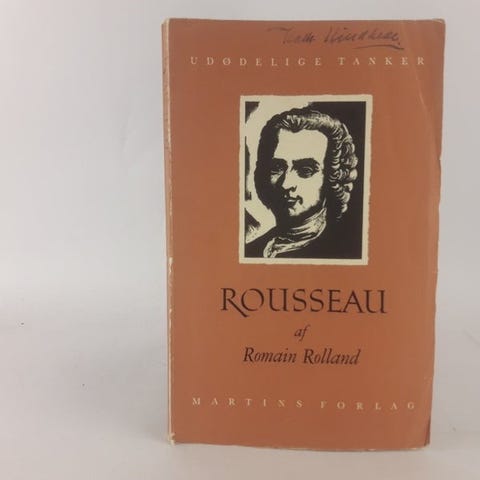 UDØDELIGE TANKER
ROUSSEAU
af
Romain Rolland
MARTINS FORLAG